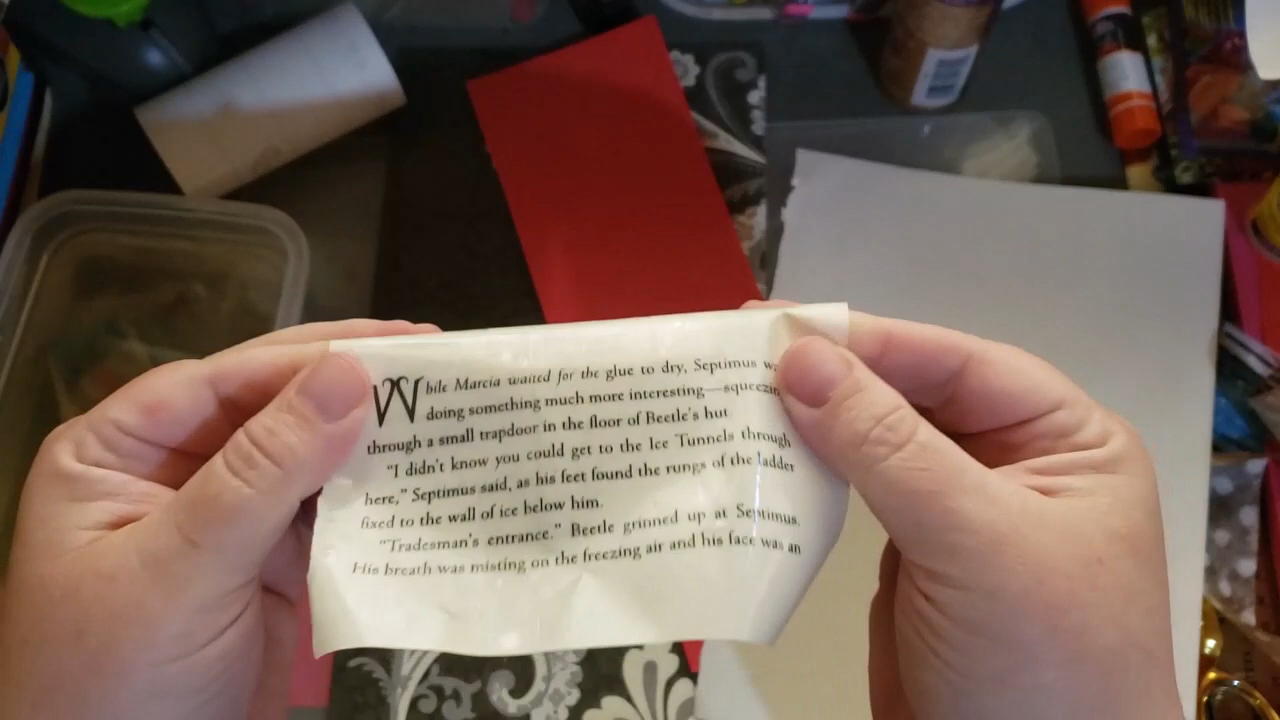 While Marcia waited for the glue to dry, Septimus
doing something much more interesting—squeezin
through a small trapdoor in the floor of Beetle's hut
"I didn't know you could get to the Ice Tunnels through
here," Septimus said, as his feet found the rungs of the ladder
fixed to the wall of ice below him.
"Tradesman's entrance." Beetle grinned up at Septimus.
His breath was misting on the freezing air and his face was an